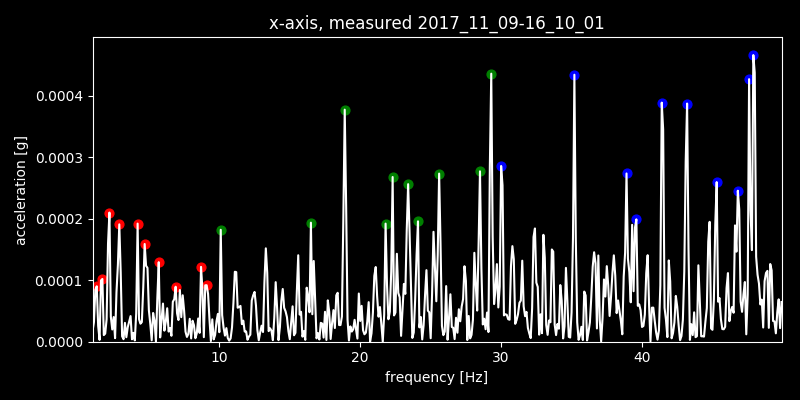 x-axis, measured 2017_11_09-16_10_01
acceleration [g]
0.0004
0.0003
0.0002
0.0001
0.0000
10 20 30 40
frequency [Hz]